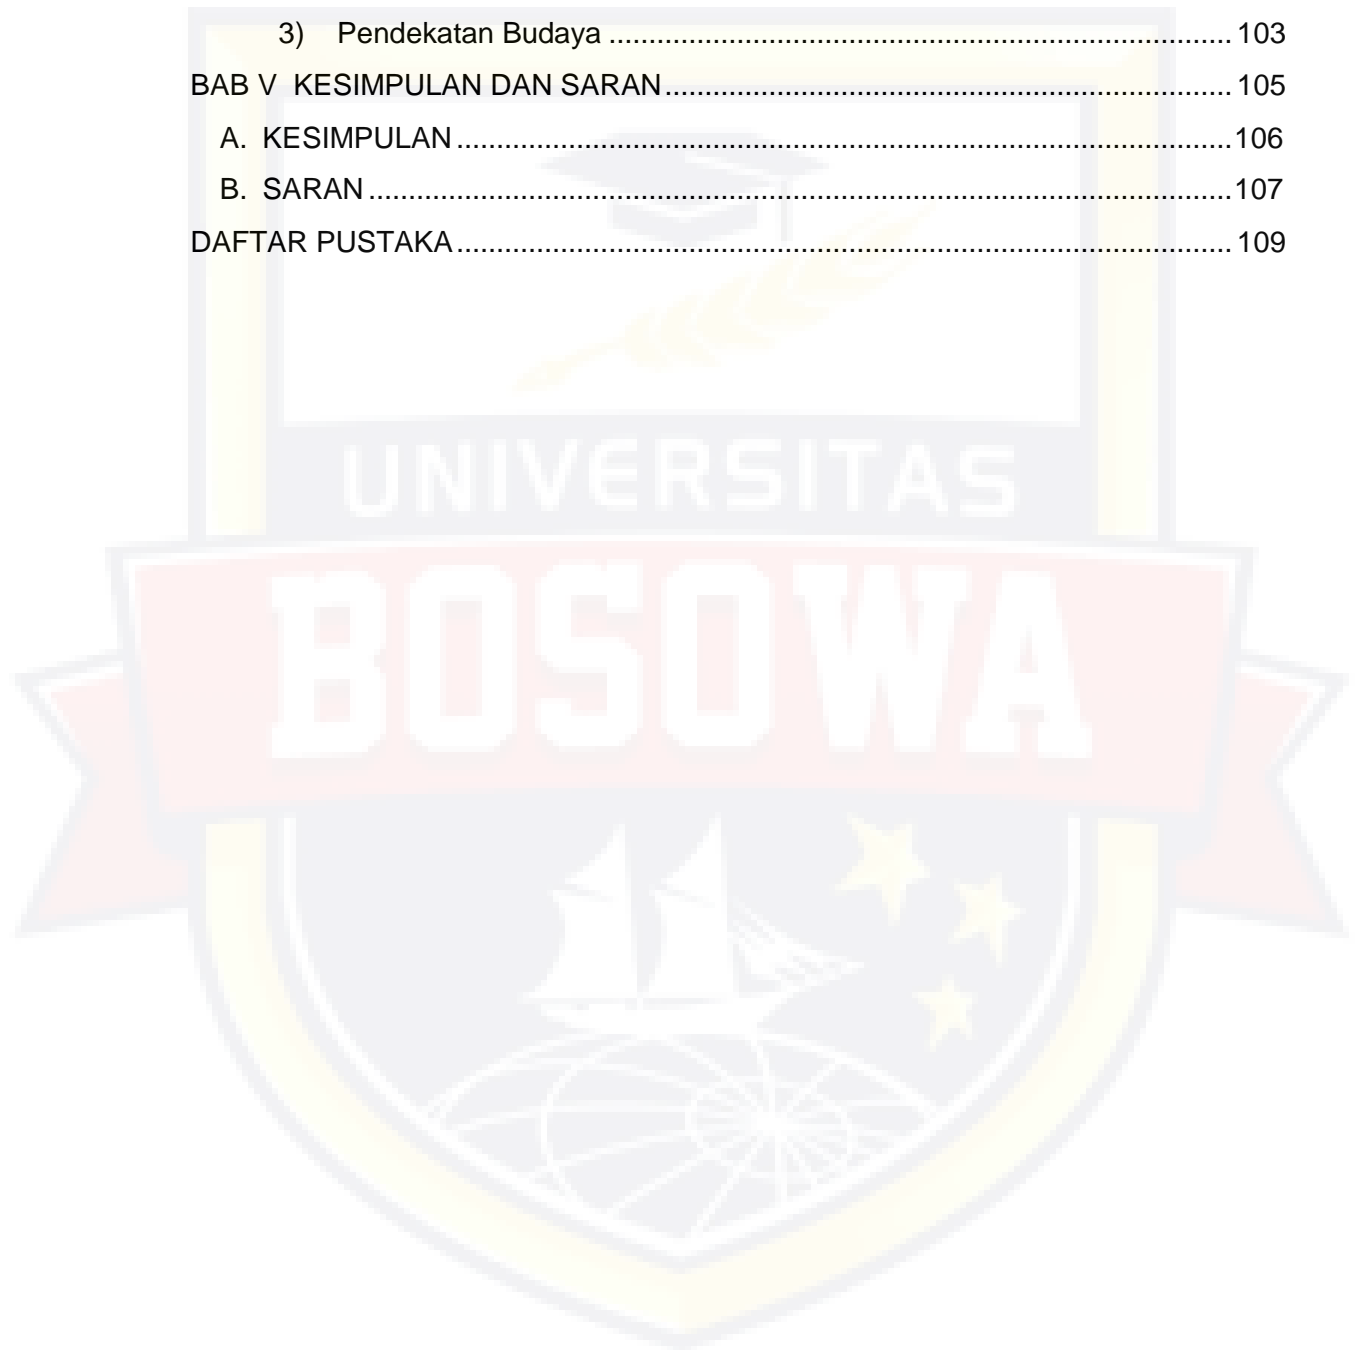 3) Pendekatan Budaya ........................................................................... 103
BAB V KESIMPULAN DAN SARAN..................................................................... 105
A. KESIMPULAN ...............................................................................................106
B. SARAN ..........................................................................................................107
DAFTAR PUSTAKA............................................................................................... 109
UNIVERSITAS
BOSOWA